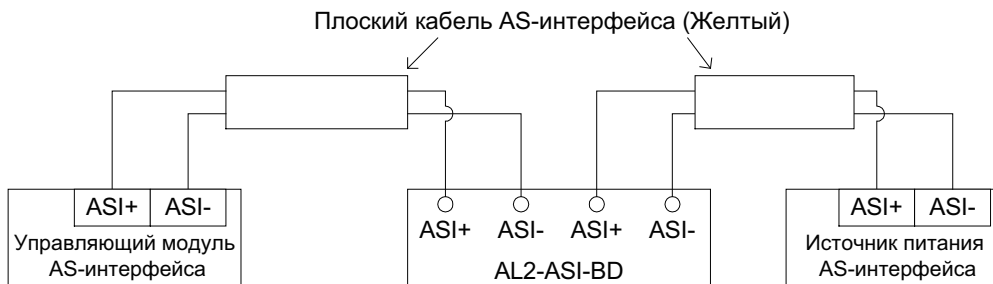 Плоский кабель AS-интерфейса (Желтый)
ASI+ ASI-
Управляющий модуль
AS-интерфейса
ASI+ ASI- ASI+ ASI-
AL2-ASI-BD
ASI+ ASI-
Источник питания
AS-интерфейса